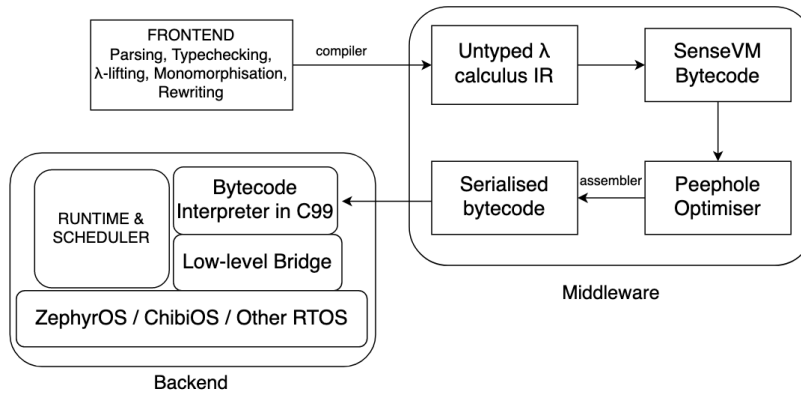 FRONTEND
Parsing, Typechecking,
λ-lifting, Monomorphisation,
Rewriting
compiler
Untyped λ
calculus IR
SenseVM
Bytecode
Serialised
bytecode
assembler
Peephole
Optimiser
Middleware
RUNTIME &
SCHEDULER
Bytecode
Interpreter in C99
Low-level Bridge
ZephyrOS / ChibiOS / Other RTOS
Backend